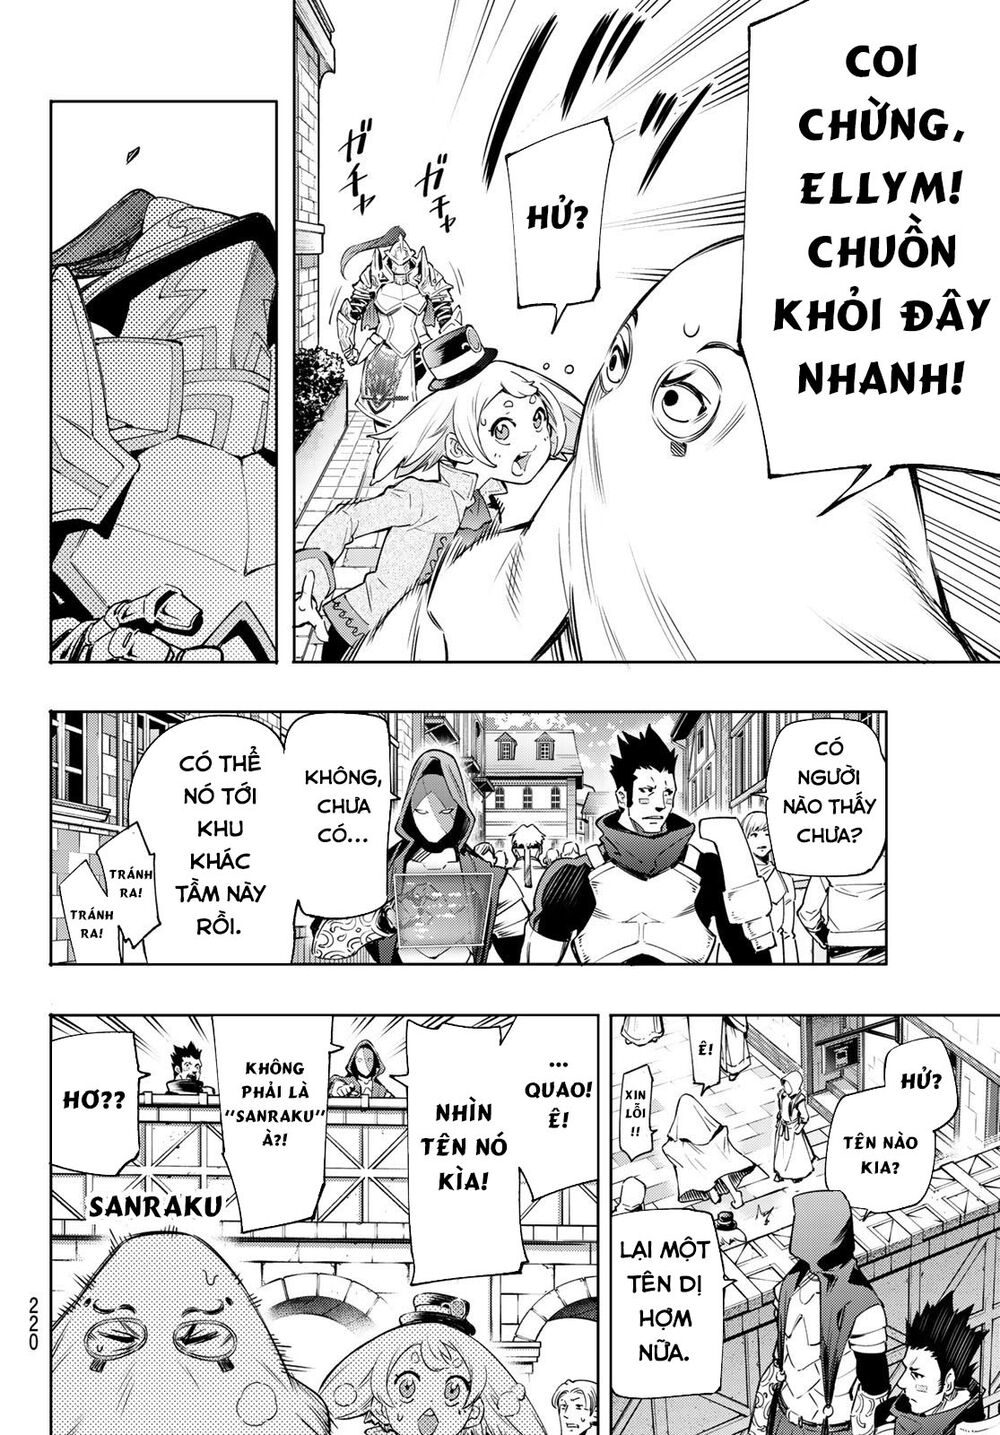 COI
CHỪNG,
ELLYM!
CHUỒN
KHỎI ĐÂY
NHANH!
HỬ?
ガチャ
ガチャ
CÓ
NGƯỜI
NÀO THẤY
CHƯA?
KHÔNG,
CHƯA
CÓ...
CÓ THỂ
NÓ TỚI
KHU
KHÁC
TẦM NÀY
RỒI.
TRÁNH
RA!
TRÁNH
RA!
HỬ?
TÊN NÀO
KIA?
Ê!
XIN
LỖI
!!
LẠI MỘT
TÊN DỊ
HỢM
NỮA.
...
QUAO!
Ê!
NHÌN
TÊN NÓ
KÌA!
KHÔNG
PHẢI LÀ
"SANRAKU"
À?!
HƠ??
SANRAKU
220